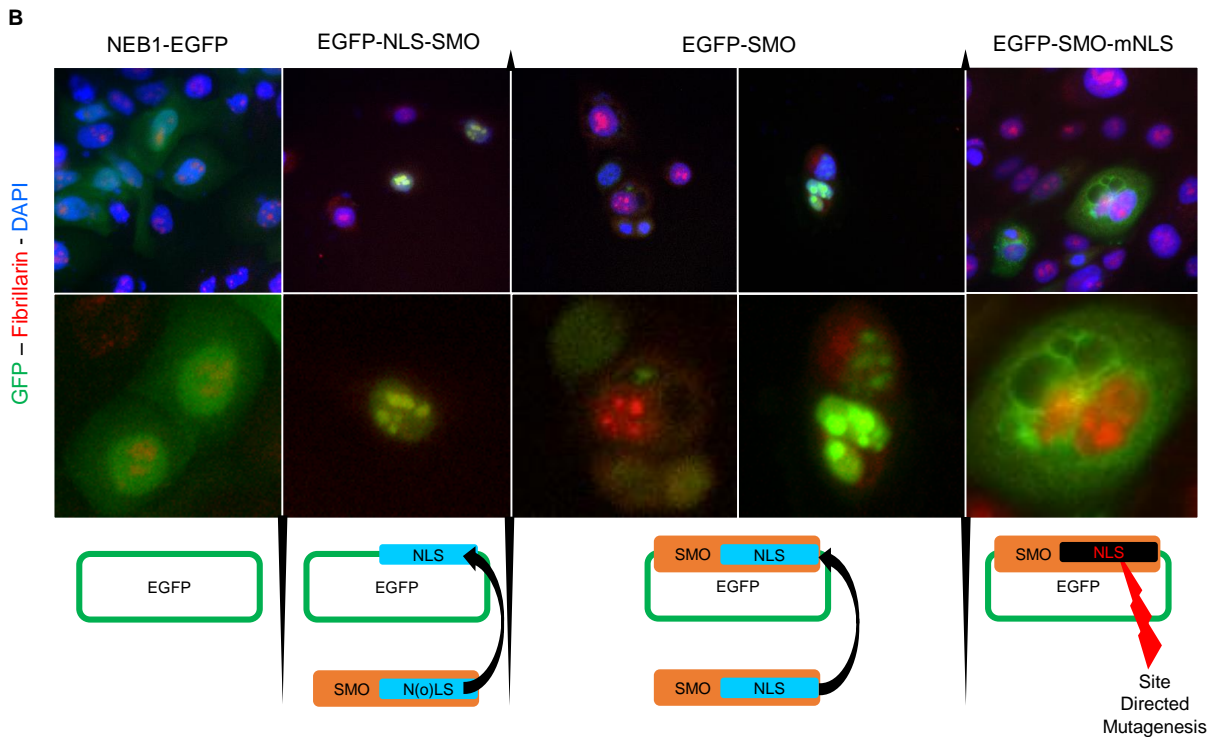 B
NEB1-EGFP
EGFP-NLS-SMO
EGFP-SMO
EGFP-SMO-mNLS
GFP – Fibrillarin - DAPI
EGFP
NLS
EGFP
SMO
N(o)LS
SMO
NLS
EGFP
SMO
NLS
SMO
NLS
EGFP
Site
Directed
Mutagenesis